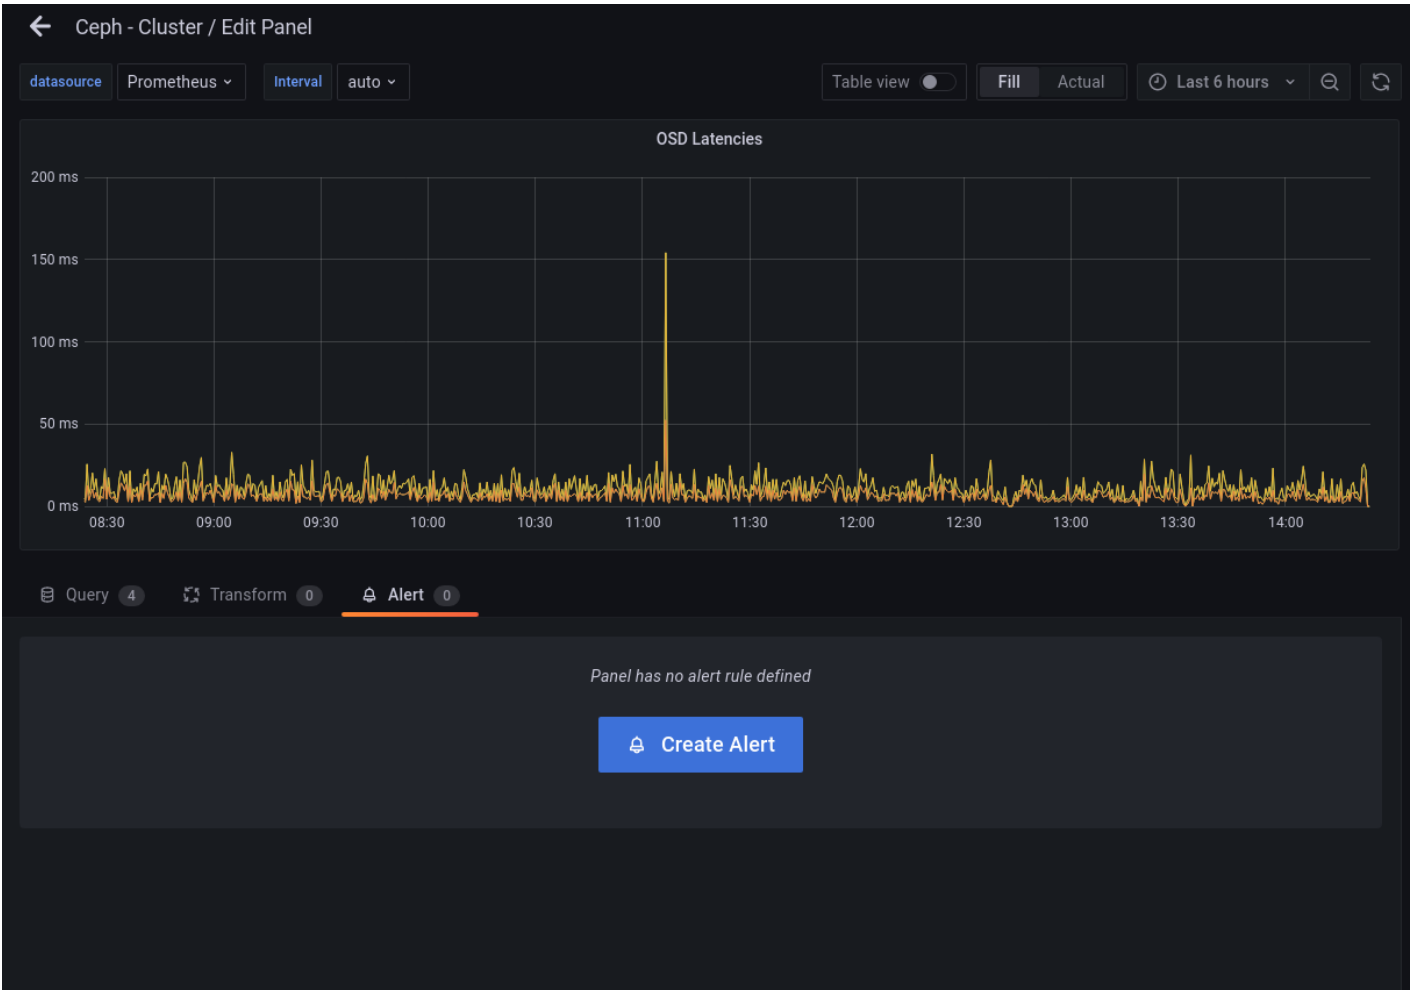 Ceph - Cluster / Edit Panel
datasource Prometheus Interval auto Table view Fill Actual Last 6 hours
OSD Latencies
200 ms
150 ms
100 ms
50 ms
0 ms
08:30 09:00 09:30 10:00 10:30 11:00 11:30 12:00 12:30 13:00 13:30 14:00
Query 4 Transform 0 Alert 0
Panel has no alert rule defined
Create Alert